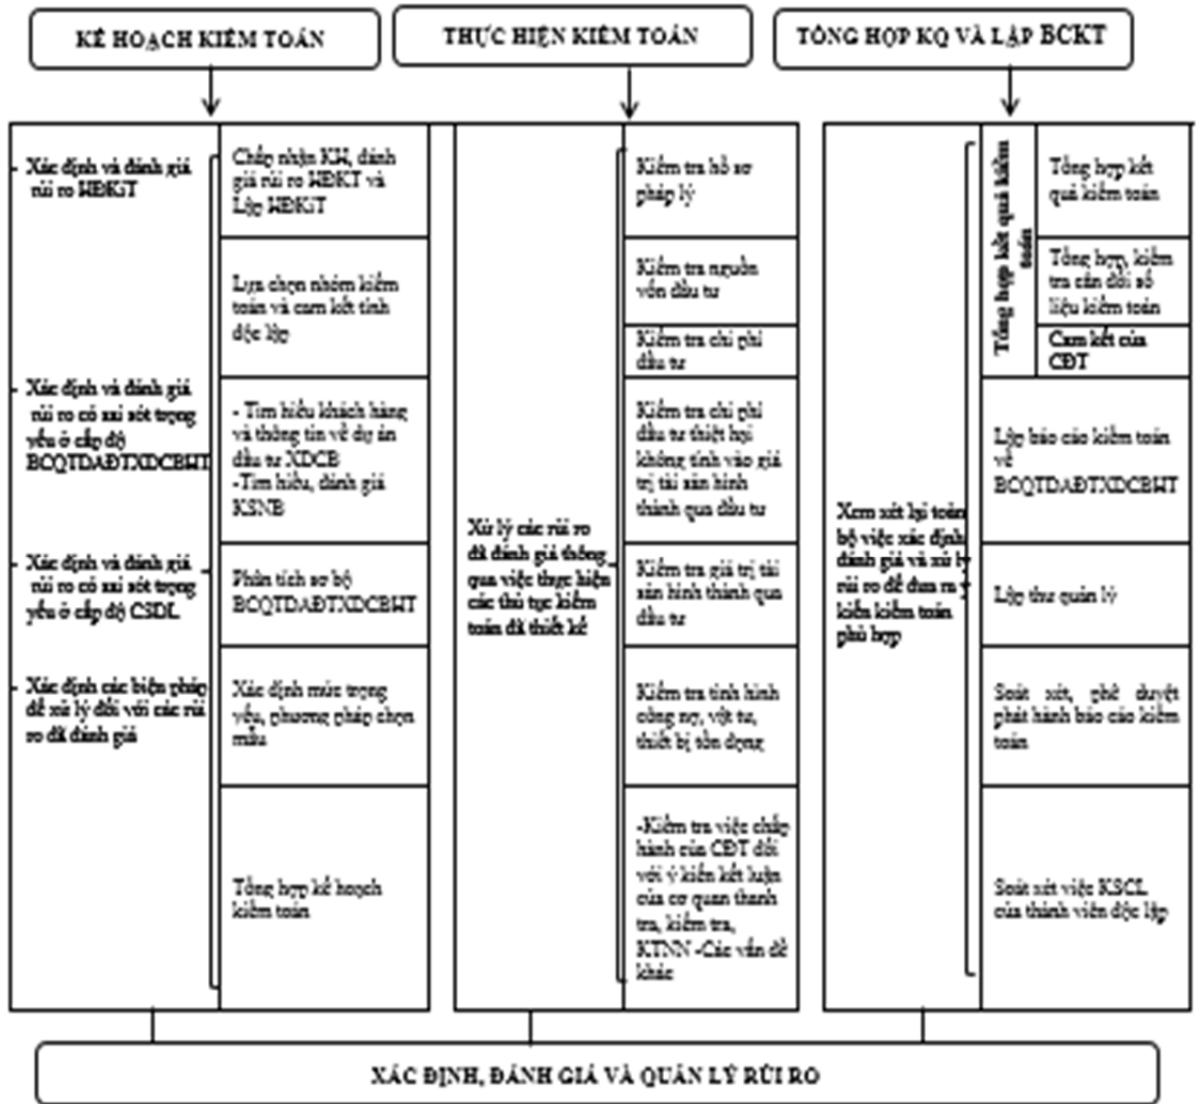 KẾ HOẠCH KIỂM TOÁN
THỰC HIỆN KIỂM TOÁN
TỔNG HỢP KQ VÀ LẬP BCKT
- Xác định và đánh giá
rủi ro HĐKiT
- Xác định và đánh giá
rủi ro có sai sót trọng
yếu ở cấp độ
BCQTDAĐTXDCBHT
- Xác định và đánh giá
rủi ro có sai sót trọng
yếu ở cấp độ CSDL
- Xác định các biện pháp
để xử lý đối với các rủi
ro đã đánh giá
Chấp nhận KH, đánh
giá rủi ro HĐKT và
Lập HĐKiT
Lựa chọn nhóm kiểm
toán và cam kết tính
độc lập
- Tìm hiểu khách hàng
và thông tin về dự án
đầu tư XDCB
-Tìm hiểu, đánh giá
KSNB
Phân tích sơ bộ
BCQTDAĐTXDCBHT
Xác định mức trọng
yếu, phương pháp chọn
mẫu
Tổng hợp kế hoạch
kiểm toán
Xử lý các rủi ro
đã đánh giá thông
qua việc thực hiện
các thủ tục kiểm
toán đã thiết kế
Kiểm tra hồ sơ
pháp lý
Kiểm tra nguồn
vốn đầu tư
Kiểm tra chi phí
đầu tư
Kiểm tra chi phí
đầu tư thiệt hại
không tính vào giá
trị tài sản hình
thành qua đầu tư
Kiểm tra giá trị tài
sản hình thành qua
đầu tư
Kiểm tra tình hình
công nợ, vật tư,
thiết bị tồn đọng
-Kiểm tra việc chấp
hành của CĐT đối
với ý kiến kết luận
của cơ quan thanh
tra, kiểm tra,
KTNN -Các vấn đề
khác
Xem xét lại toàn
bộ việc xác định,
đánh giá và xử lý
rủi ro để đưa ra ý
kiến kiểm toán
phù hợp
Tổng hợp kết quả kiểm
toán
Tổng hợp kết
quả kiểm toán
Tổng hợp, kiểm
tra cân đối số
liệu kiểm toán
Cam kết của
CĐT
Lập báo cáo kiểm toán
về
BCQTDAĐTXDCBHT
Lập thư quản lý
Soát xét, phê duyệt
phát hành báo cáo kiểm
toán
Soát xét việc KSCL
của thành viên độc lập
XÁC ĐỊNH, ĐÁNH GIÁ VÀ QUẢN LÝ RỦI RO